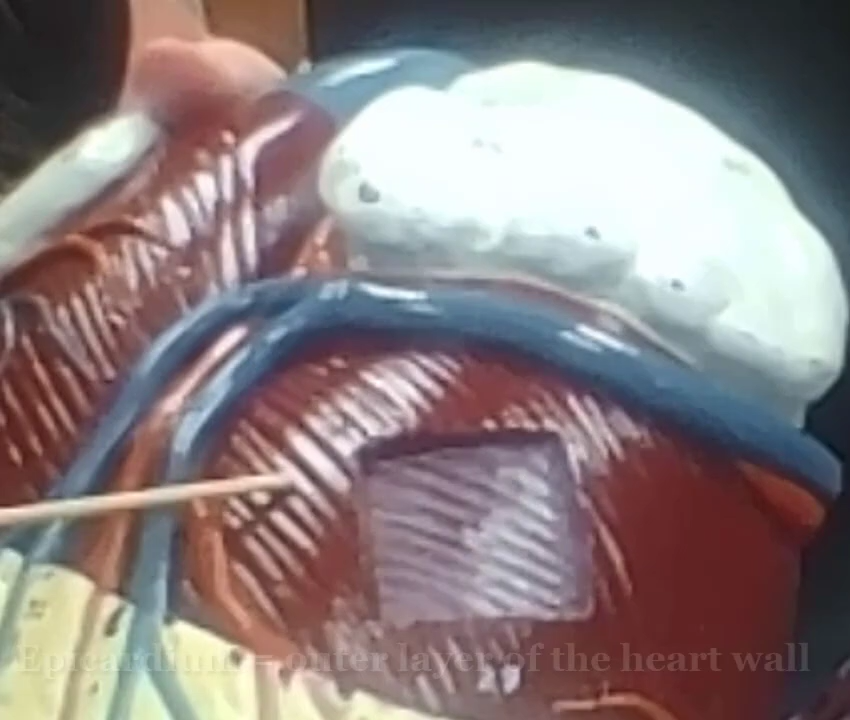 Epicardium = outer layer of the heart wall